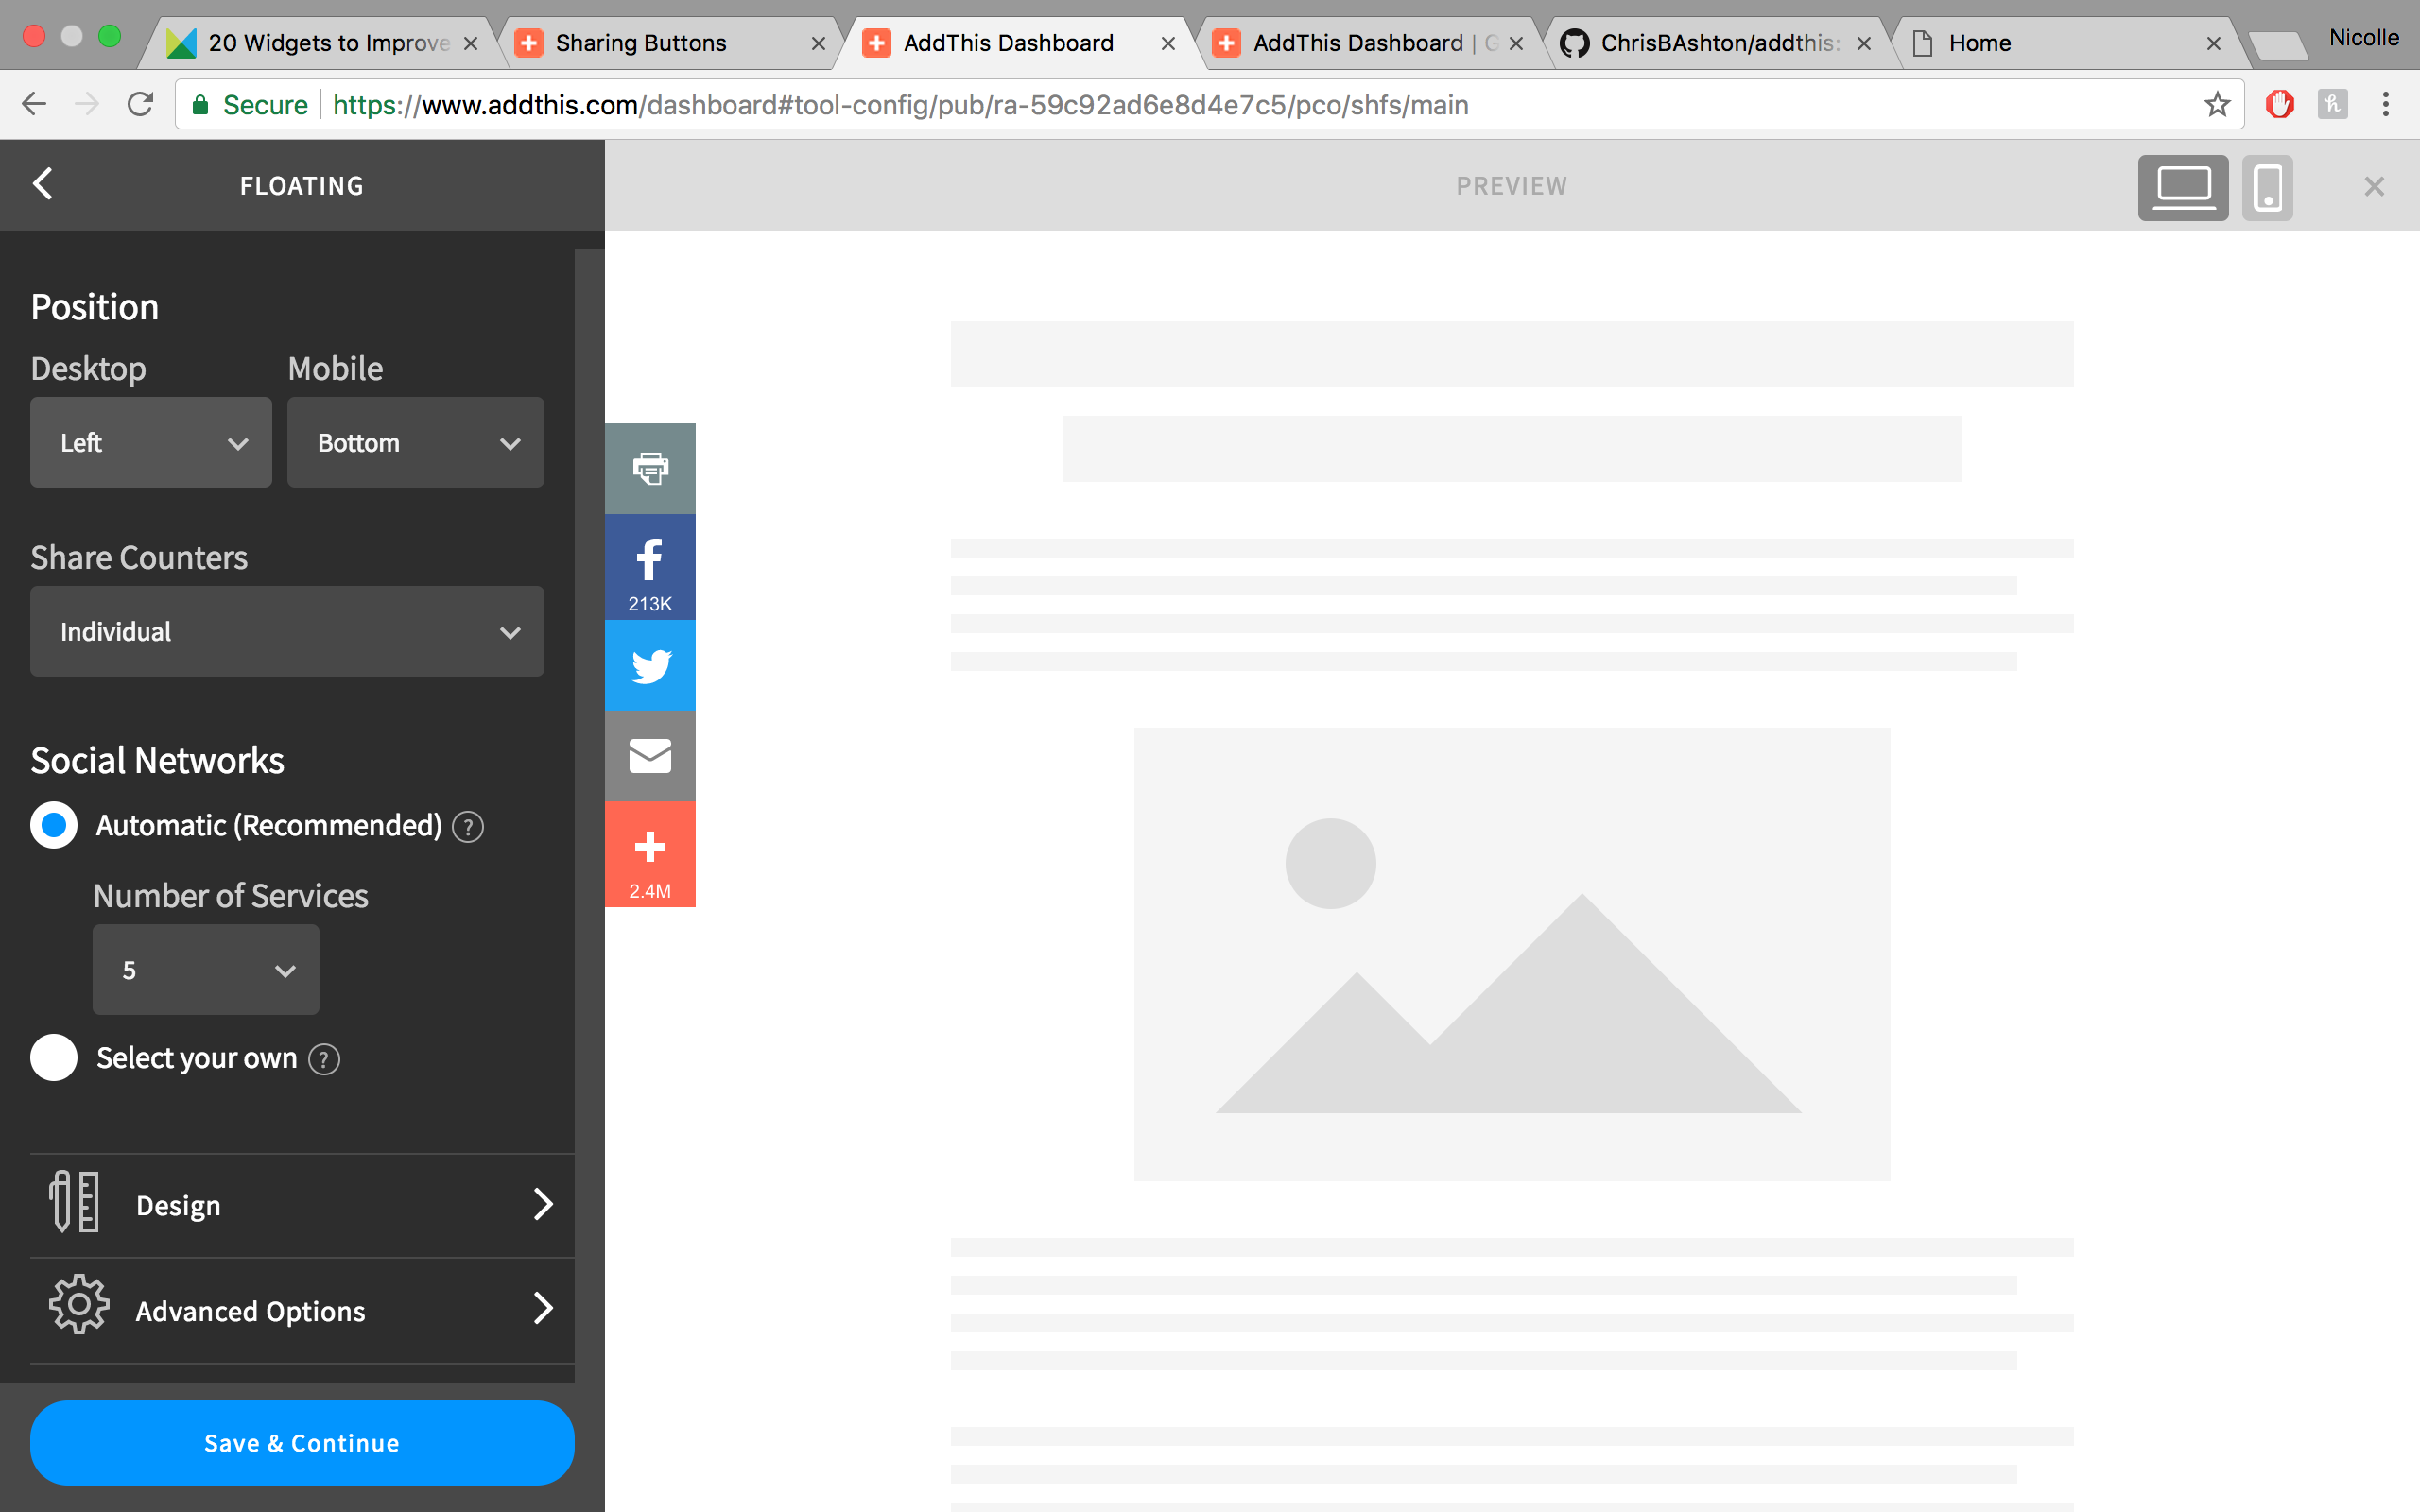 20 Widgets to Improve
Sharing Buttons
AddThis Dashboard
AddThis Dashboard | G
ChrisBAshton/addthis:
Home
Nicolle
Secure
https://www.addthis.com/dashboard#tool-config/pub/ra-59c92ad6e8d4e7c5/pco/shfs/main
h
FLOATING
PREVIEW
Position
Desktop
Mobile
Left
Bottom
Share Counters
Individual
213K
Social Networks
Automatic (Recommended) ?
Number of Services
2.4M
5
Select your own ?
Design
Advanced Options
Save & Continue